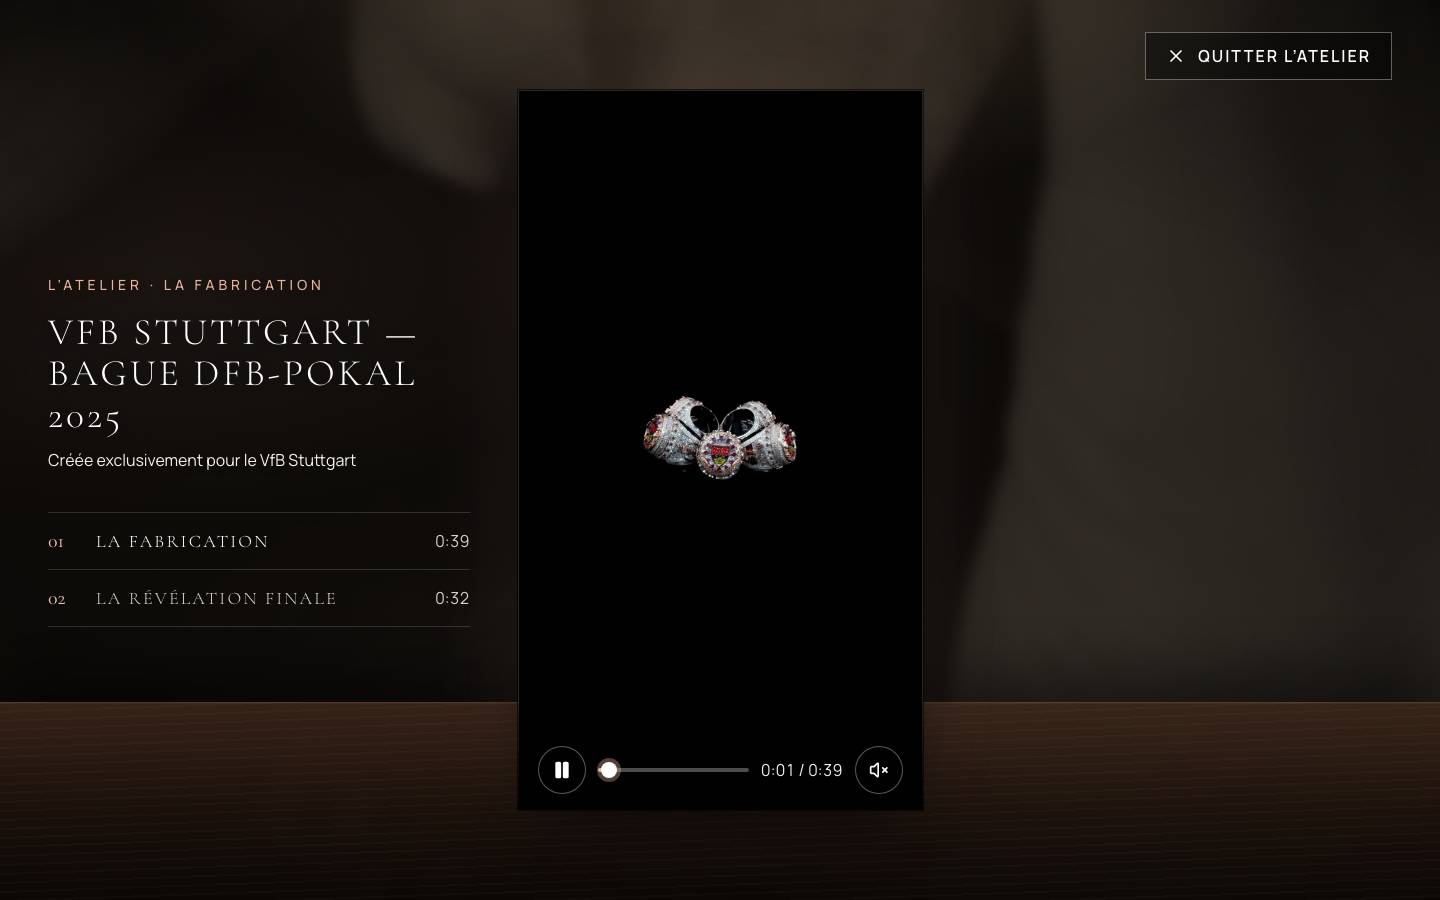 QUITTER L’ATELIER
L’ATELIER · LA FABRICATION
VFB STUTTGART —
BAGUE DFB-POKAL
2025
Créée exclusivement pour le VfB Stuttgart
01 LA FABRICATION 0:39
02 LA RÉVÉLATION FINALE 0:32
0:01 / 0:39